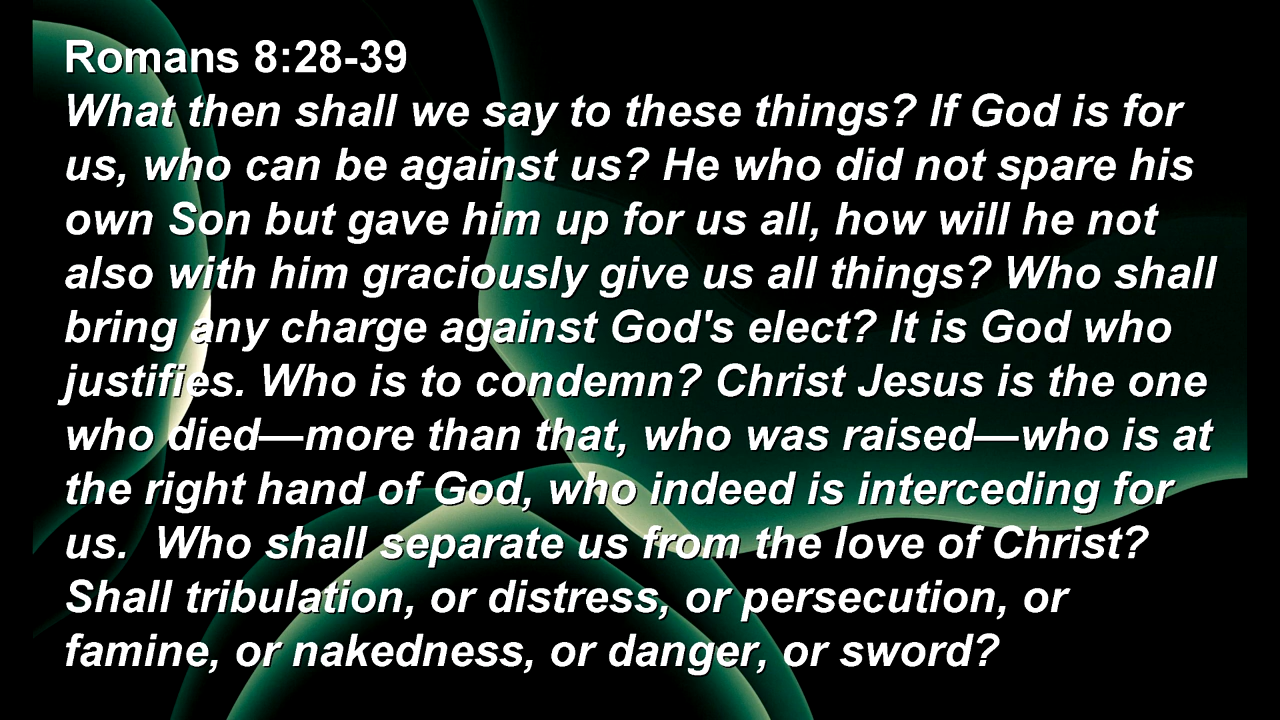 Romans 8:28-39
What then shall we say to these things? If God is for
us, who can be against us? He who did not spare his
own Son but gave him up for us all, how will he not
also with him graciously give us all things? Who shall
bring any charge against God's elect? It is God who
justifies. Who is to condemn? Christ Jesus is the one
who died—more than that, who was raised—who is at
the right hand of God, who indeed is interceding for
us.  Who shall separate us from the love of Christ?
Shall tribulation, or distress, or persecution, or
famine, or nakedness, or danger, or sword?